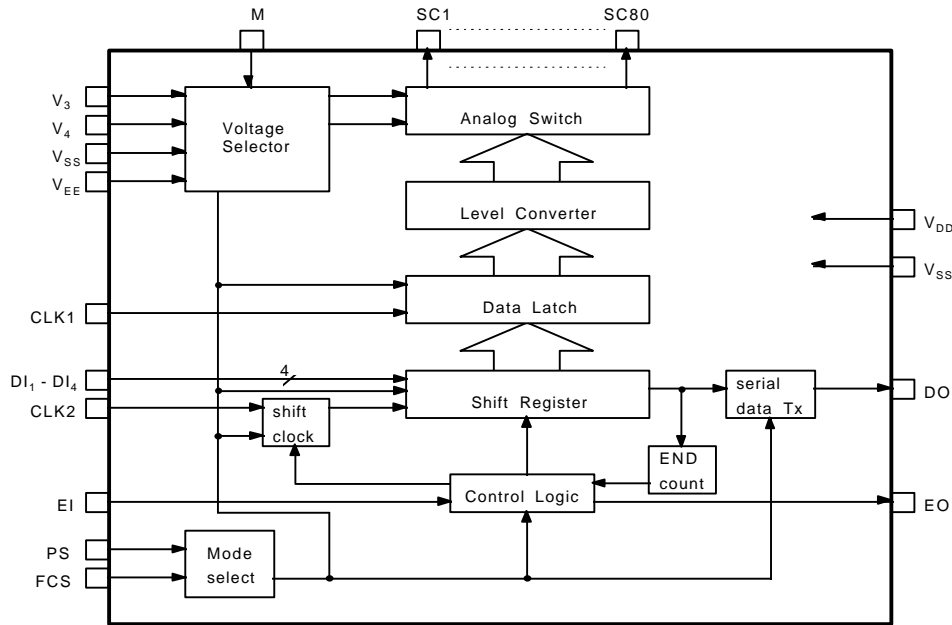 M SC1 SC80
V3
V4
VSS
VEE
Voltage
Selector
Analog Switch
Level Converter
VDD
VSS
Data Latch
CLK1
DI1 - DI4
4
CLK2
shift
clock
Shift Register
serial
data Tx
DO
END
count
EI
Control Logic
EO
PS
FCS
Mode
select